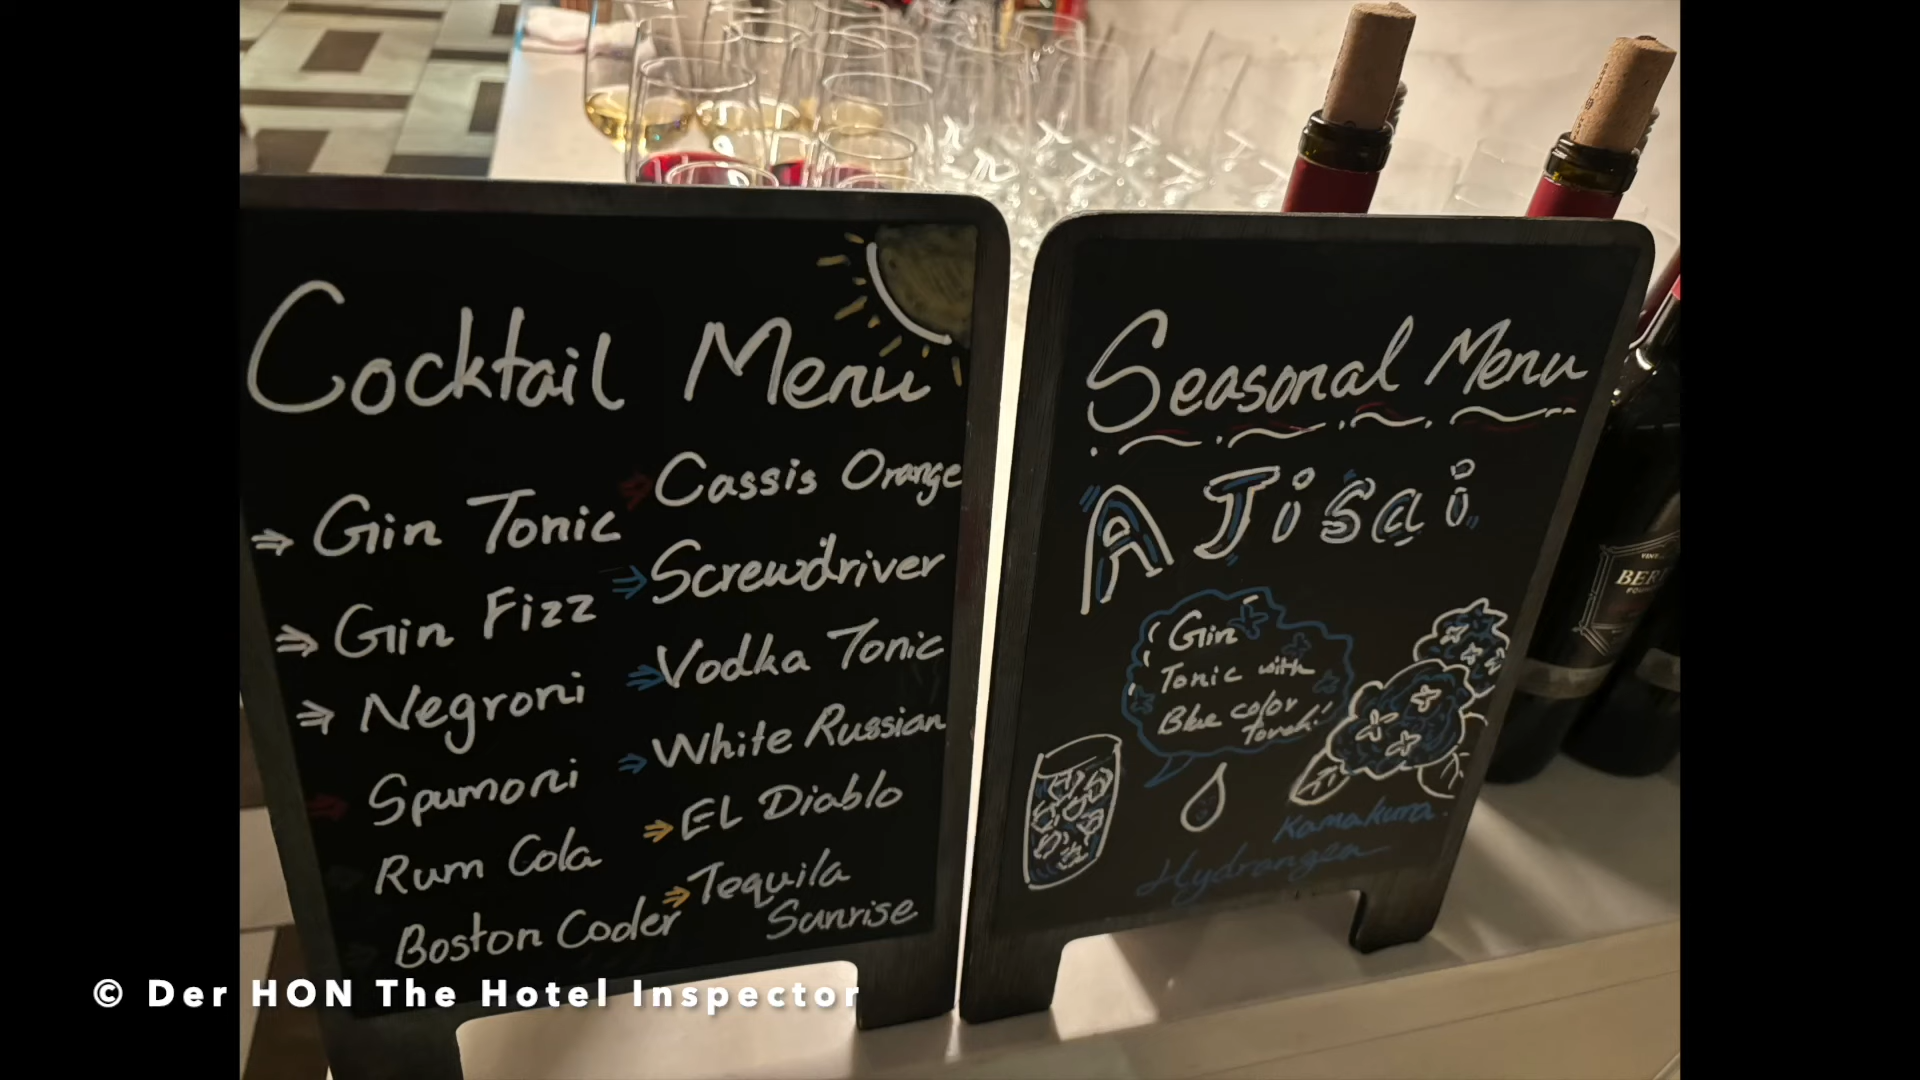 Cocktail Menu
Gin Tonic
Gin Fizz
Negroni
Spumoni
Rum Cola
Boston Coder
Cassis Orange
Screwdriver
Vodka Tonic
White Russian
EL Diablo
Tequila
Sunrise
Seasonal Menu
AJisai
Gin
Tonic with
Blue color
Kamakura.
Hydrangea
BER
© Der HON The Hotel Inspector